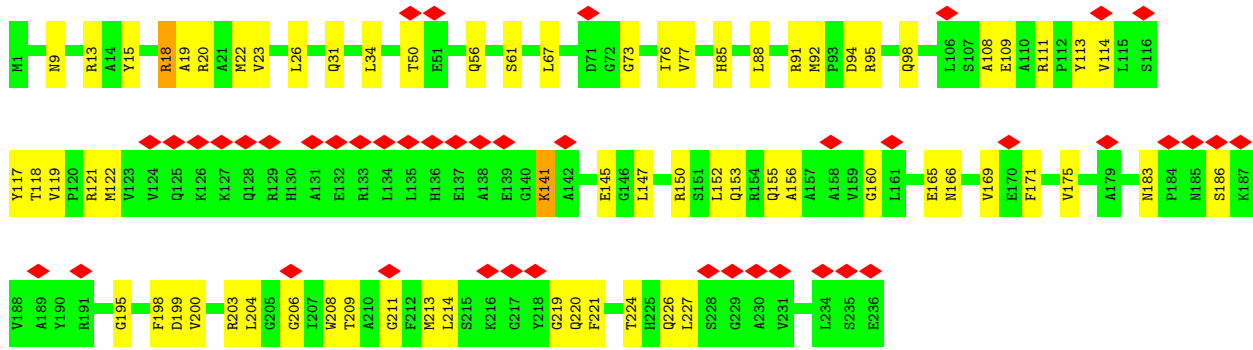 M1 N9 R13 A14 Y15 R18 A19 R20 A21 M22 V23 L26 Q31 L34 T50 E51 Q56 S61 L67 D71 G72 G73 I76 V77 H85 L88 R91 M92 P93 D94 R95 Q98 L106 S107 A108 E109 A110 R111 P112 Y113 V114 L115 S116
Y117 T118 V119 P120 R121 M122 V123 V124 Q125 K126 K127 Q128 R129 H130 A131 E132 R133 L134 L135 H136 E137 A138 E139 G140 K141 A142 E145 G146 L147 R150 S151 L152 Q153 R154 Q155 A156 A157 A158 V159 G160 L161 E165 N166 V169 E170 F171 V175 A179 N183 P184 N185 S186 K187
V188 A189 Y190 R191 G195 F198 D199 V200 R203 L204 G205 G206 I207 W208 T209 A210 G211 F212 M213 L214 S215 K216 G217 Y218 G219 Q220 F221 T224 H225 Q226 L227 S228 G229 A230 V231 L234 S235 E236